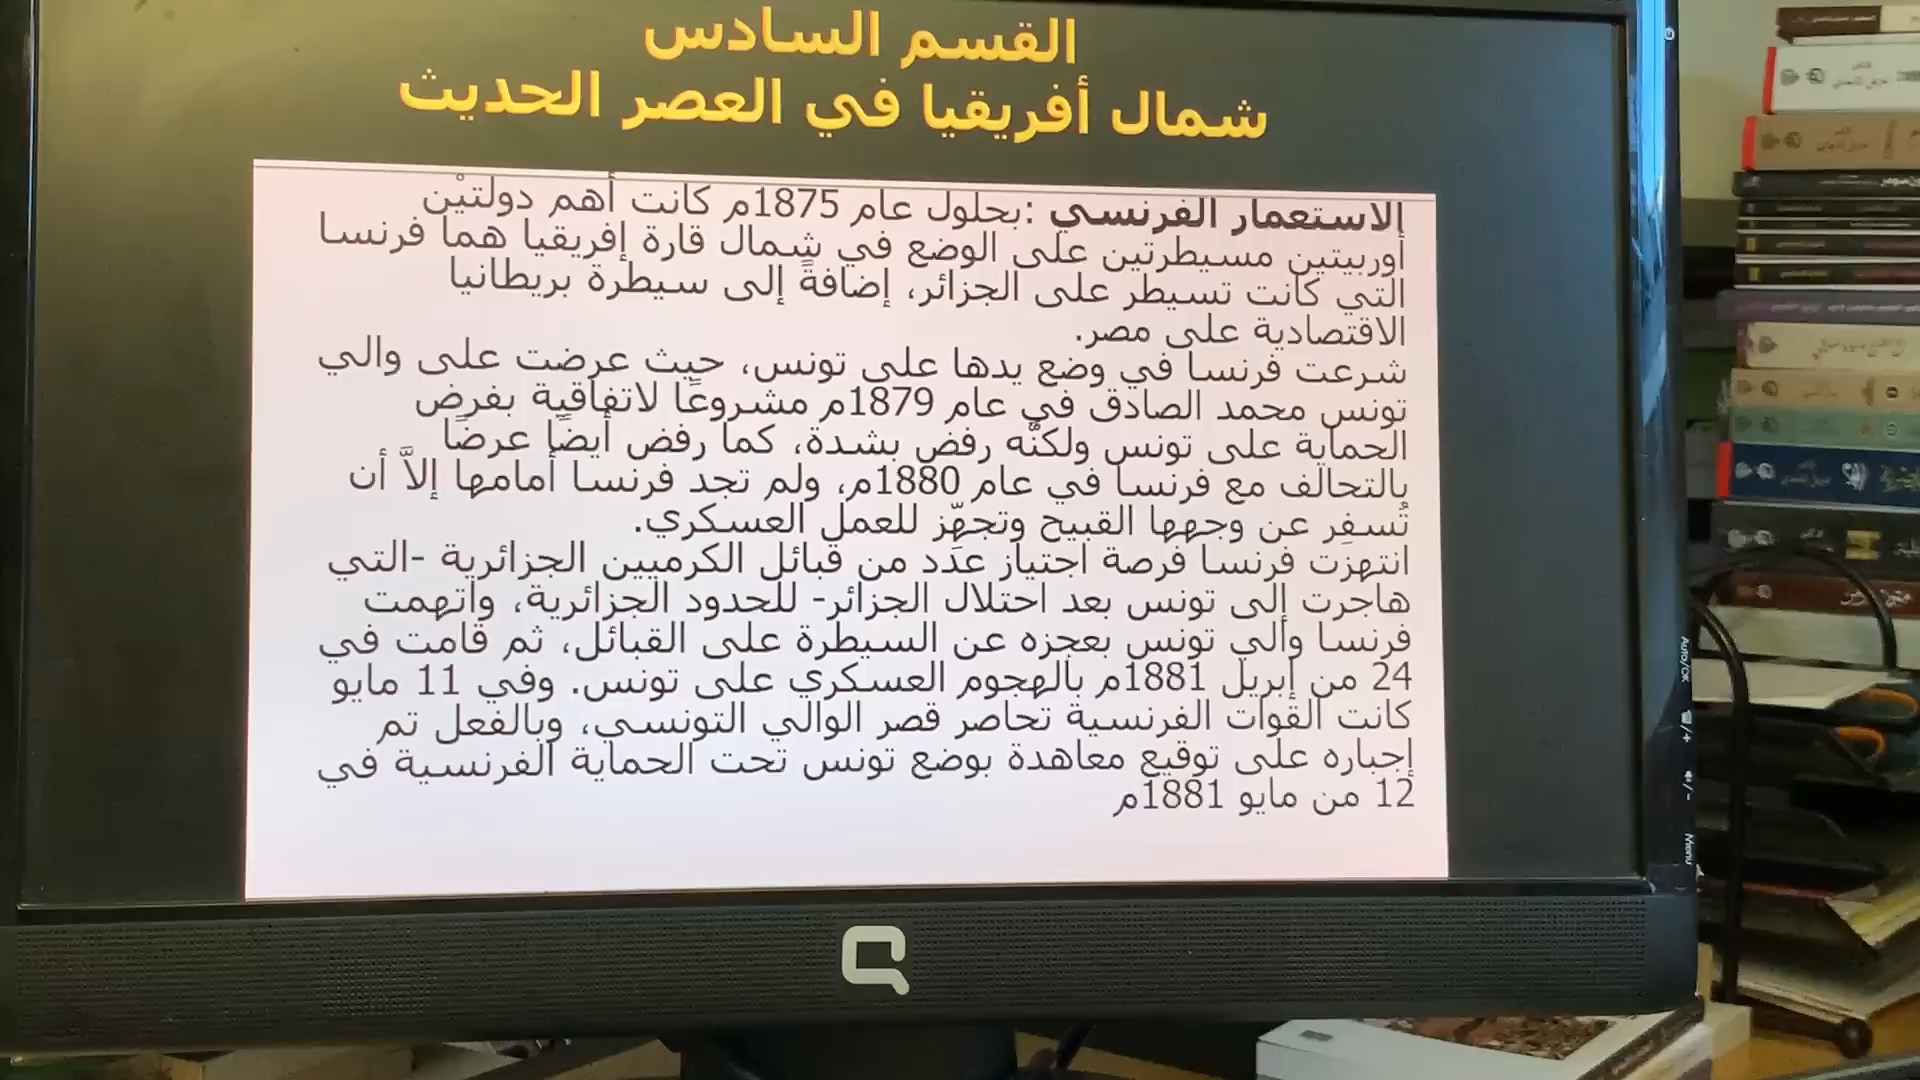 القسم السادس
شمال أفريقيا في العصر الحديث
الاستعمار الفرنسي :بحلول عام 1875م كانت أهم دولتيْن
أوربيتين مسيطرتين على الوضع في شمال قارة إفريقيا هما فرنسا
التي كانت تسيطر على الجزائر، إضافةً إلى سيطرة بريطانيا
الاقتصادية على مصر.
شرعت فرنسا في وضع يدها على تونس، حيث عرضت على والي
تونس محمد الصادق في عام 1879م مشروعًا لاتفاقية بفرض
الحماية على تونس ولكنَّه رفض بشدة، كما رفض أيضًا عرضًا
بالتحالف مع فرنسا في عام 1880م، ولم تجد فرنسا أمامها إلاَّ أن
تُسفِر عن وجهها القبيح وتجهّز للعمل العسكري.
انتهزت فرنسا فرصة اجتياز عدَد من قبائل الكرميين الجزائرية -التي
هاجرت إلى تونس بعد احتلال الجزائر- للحدود الجزائرية، واتهمت
فرنسا والي تونس بعجزه عن السيطرة على القبائل، ثم قامت في
24 من إبريل 1881م بالهجوم العسكري على تونس. وفي 11 مايو
كانت القوات الفرنسية تحاصر قصر الوالي التونسي، وبالفعل تم
إجباره على توقيع معاهدة بوضع تونس تحت الحماية الفرنسية في
12 من مايو 1881م
Auto/OK
Menu